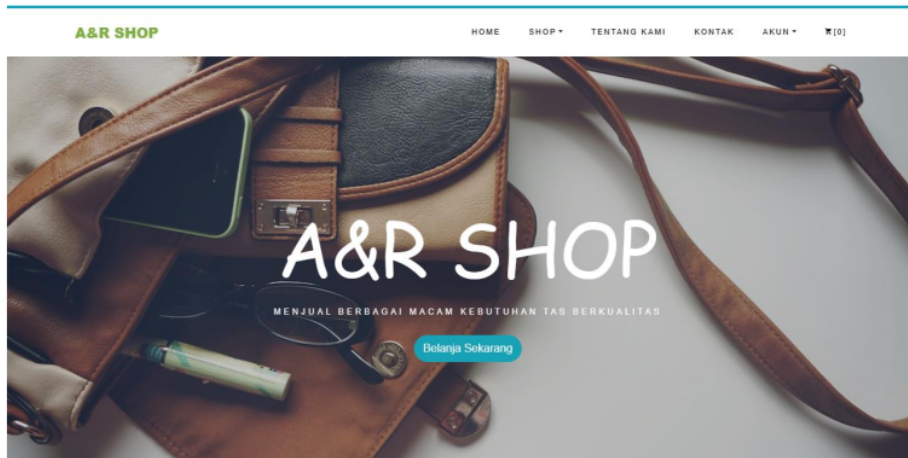 A&R SHOP
HOME SHOP TENTANG KAMI KONTAK AKUN [0]
A&R SHOP
MENJUAL BERBAGAI MACAM KEBUTUHAN TAS BERKUALITAS
Belanja Sekarang